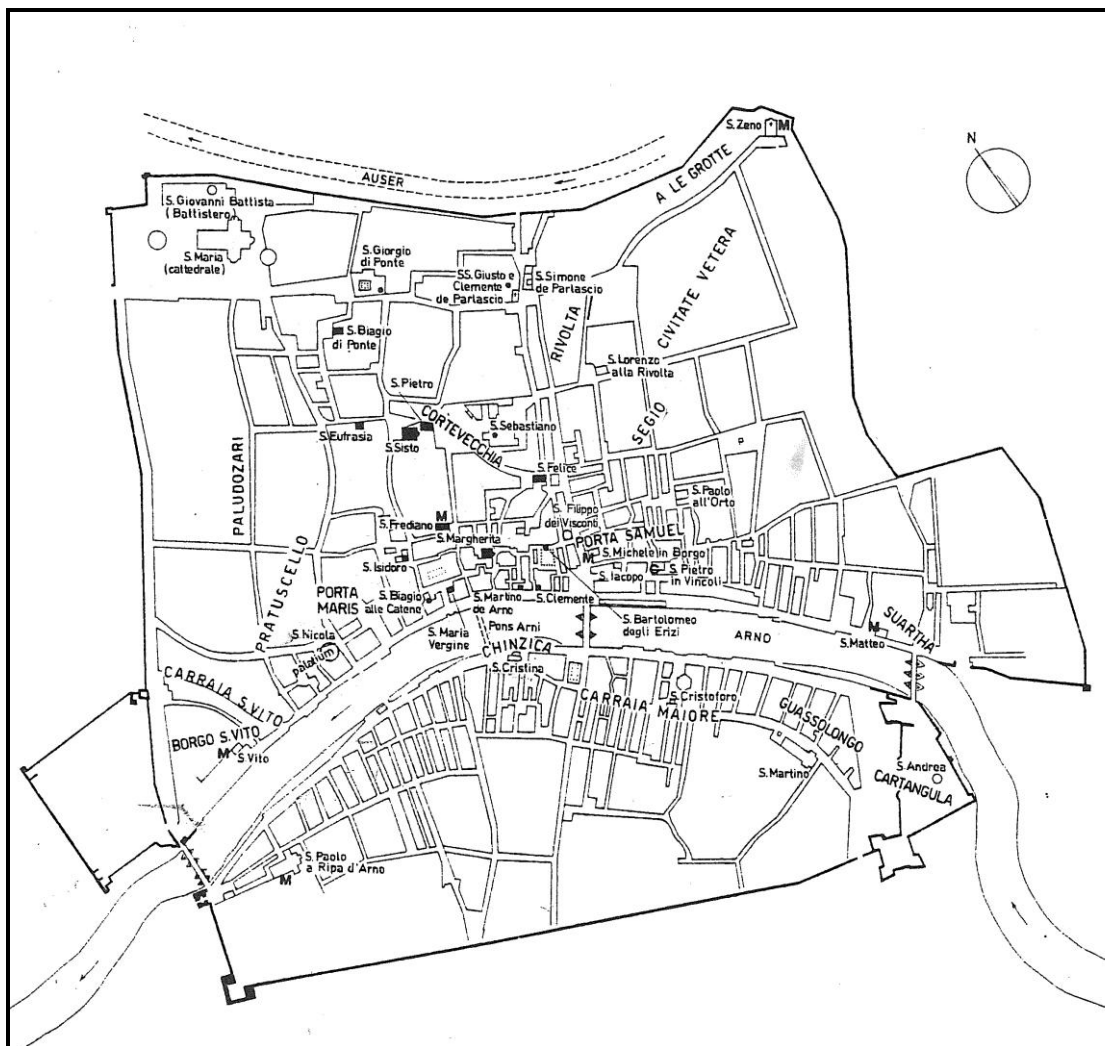 S. Zeno
M
N
AUSER
A LE GROTTE
S. Giovanni Battista
(Battistero)
S. Maria
(cattedrale)
S. Giorgio
di Ponte
SS. Giusto e
Clemente
de Parlascio
S. Simone
de Parlascio
CIVITATE VETERA
RIVOLTA
S. Biagio
di Ponte
S. Lorenzo
alla Rivolta
S. Pietro
CORTEVECCHIA
SEGIO
S. Sebastiano
S. Eufrasia
S. Sisto
PALUDOZARI
S. Felice
S. Paolo
all'Orto
M
S. Frediano
S. Filippo
dei Visconti
PORTA SAMUEL
S. Margherita
M
S. Michele in Borgo
S. Isidoro
S. Iacopo
S. Pietro
in Vincoli
PRATUSCELLO
PORTA
MARIS
S. Biagio
alle Catene
S. Martino
de Arno
S. Clemente
SUARTHA
S. Bartolomeo
degli Erizi
M
S. Matteo
S. Nicola
Palatium
S. Maria
Vergine
Pons Arni
ARNO
CHINZICA
S. Cristina
CARRAIA S. VITO
S. Cristoforo
CARRAIA MAIORE
GUASSOLONGO
BORGO S. VITO
M
S. Vito
S. Martino
S. Andrea
CARTANGULA
S. Paolo
a Ripa d'Arno
M